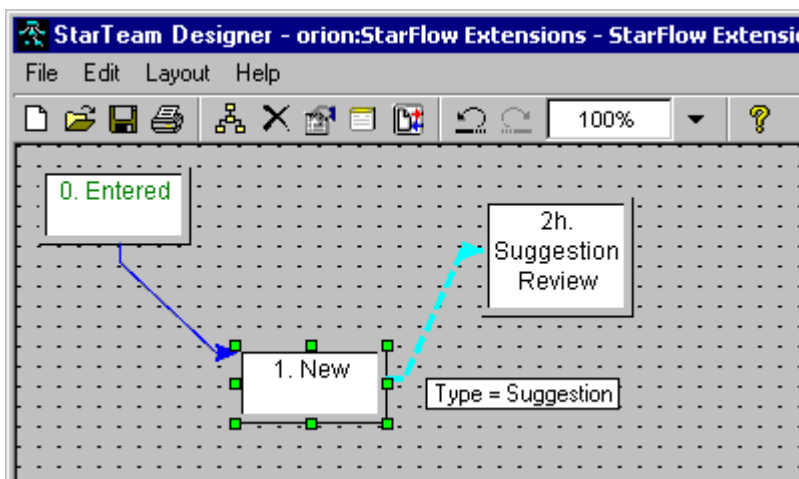 StarTeam Designer - orion:StarFlow Extensions - StarFlow Extensi
File Edit Layout Help
100%
0. Entered
2h.
Suggestion
Review
1. New
Type = Suggestion